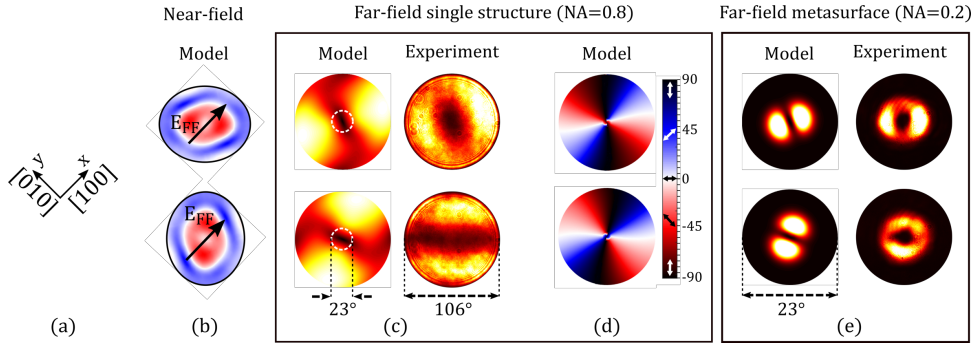 Near-field
Far-field single structure (NA=0.8)
Far-field metasurface (NA=0.2)
Model
Model
Experiment
Model
Model
Experiment
E_FF
90
45
0
-45
-90
y
x
[010]
[100]
E_FF
23°
106°
23°
(a)
(b)
(c)
(d)
(e)